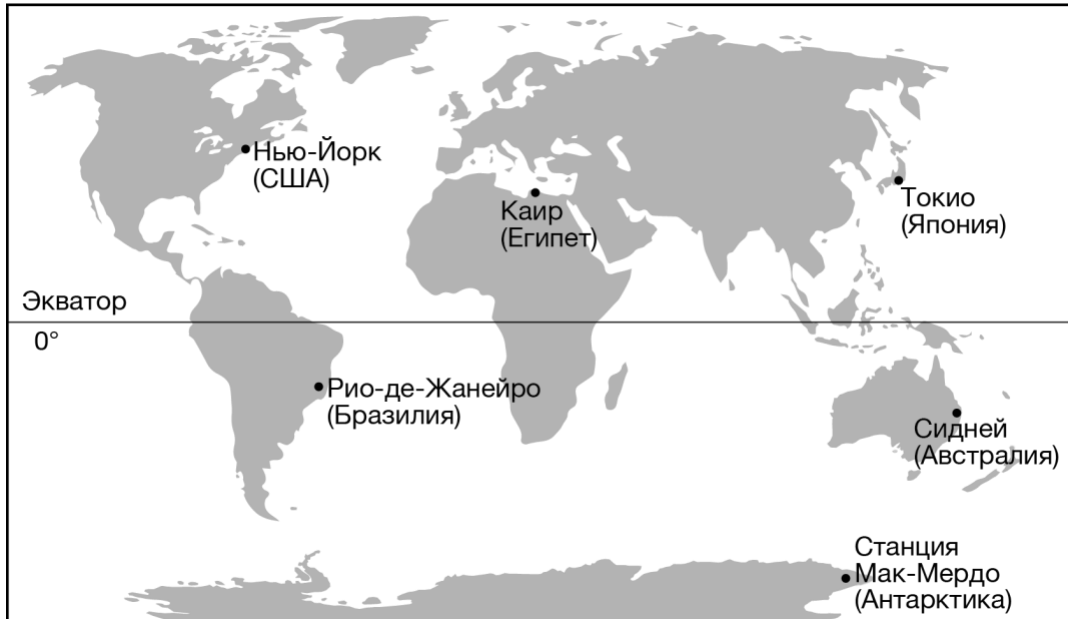 Нью-Йорк
(США)
Каир
(Египет)
Токио
(Япония)
Экватор
0°
Рио-де-Жанейро
(Бразилия)
Сидней
(Австралия)
Станция
Мак-Мердо
(Антарктика)